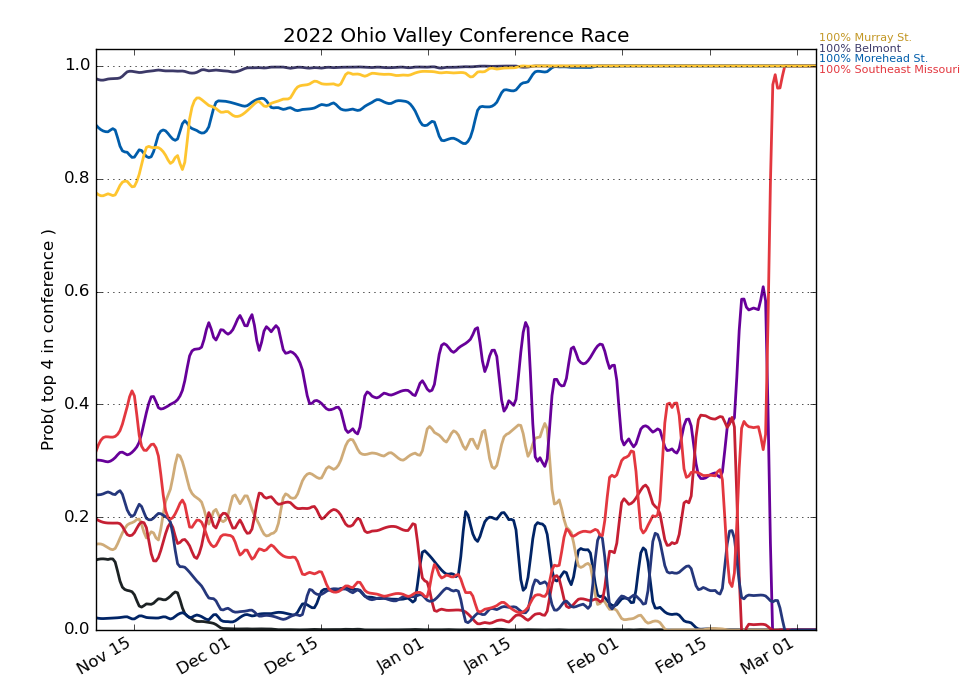 2022 Ohio Valley Conference Race
100% Murray St.
100% Belmont
100% Morehead St.
100% Southeast Missouri
Prob( top 4 in conference )
1.0
0.8
0.6
0.4
0.2
0.0
Nov 15
Dec 01
Dec 15
Jan 01
Jan 15
Feb 01
Feb 15
Mar 01